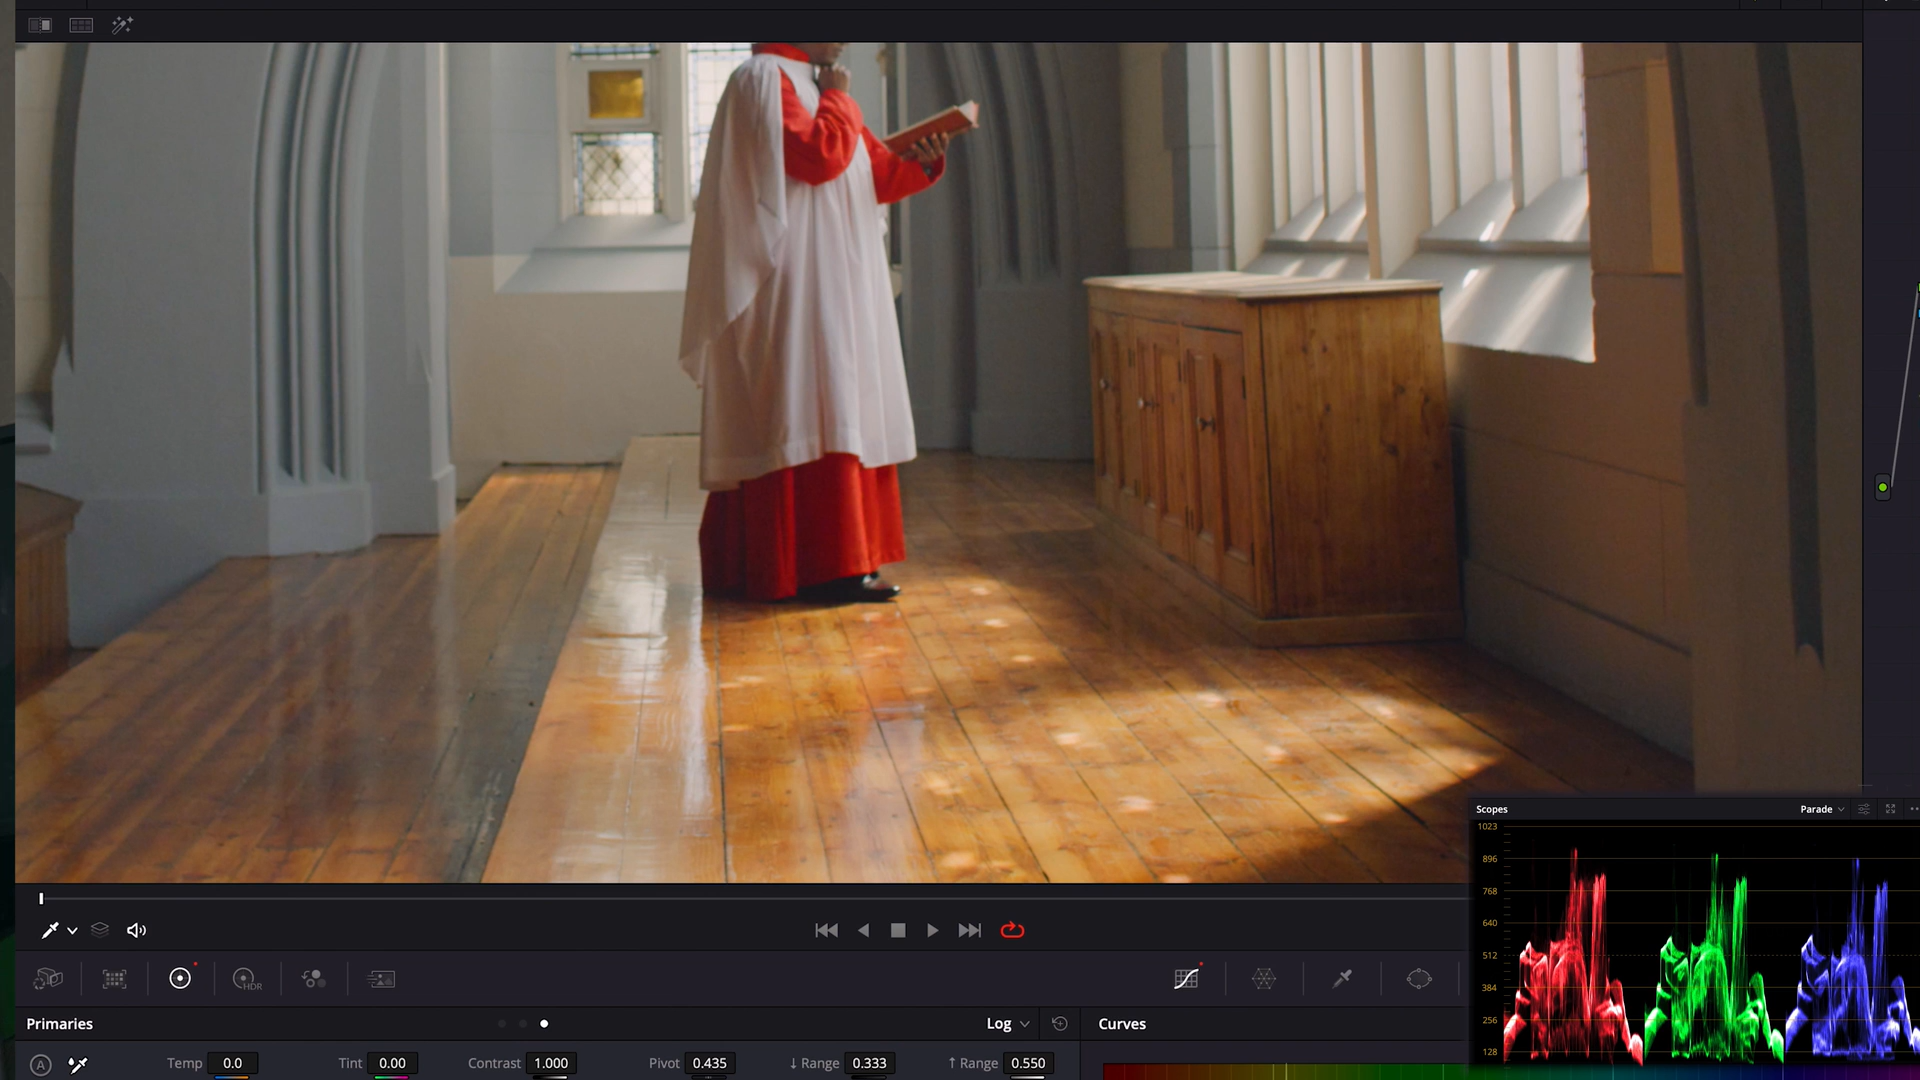 Scopes
Parade
1023
896
768
640
512
384
256
128
HDR
Primaries
Log
Curves
A
Temp 0.0
Tint 0.00
Contrast 1.000
Pivot 0.435
↓ Range 0.333
↑ Range 0.550